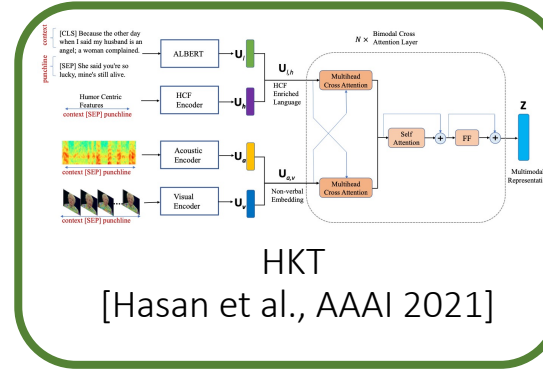 context
[CLS] Because the other day
when I said my husband is an
angel; a woman complained.
punchline
[SEP] She said you're so
lucky, mine's still alive.
ALBERT
U_l
Humor Centric
Features
context [SEP] punchline
HCF
Encoder
U_h
U_l,h
HCF
Enriched
Language
context [SEP] punchline
Acoustic
Encoder
U_a
context [SEP] punchline
Visual
Encoder
U_v
U_a,v
Non-verbal
Embedding
N × Bimodal Cross
Attention Layer
Multihead
Cross Attention
Multihead
Cross Attention
Self
Attention
+
FF
+
Z
Multimodal
Representatio
HKT
[Hasan et al., AAAI 2021]